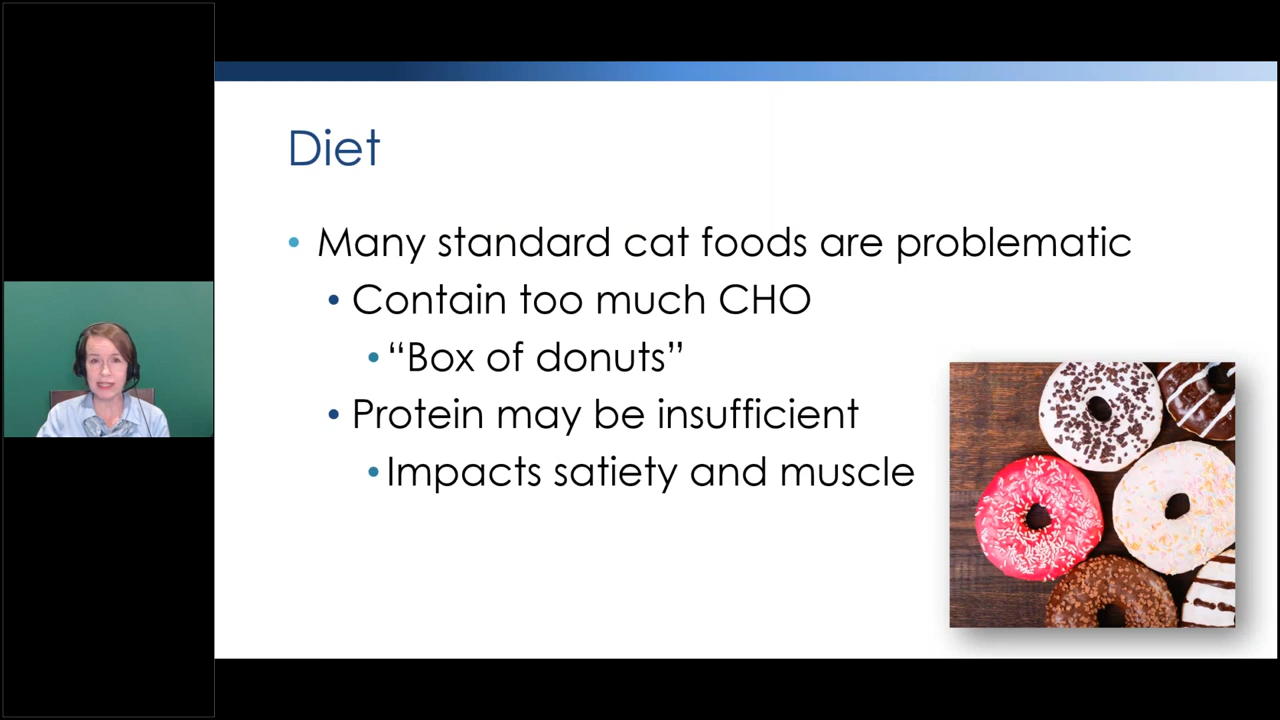 Diet
• Many standard cat foods are problematic
• Contain too much CHO
• “Box of donuts”
• Protein may be insufficient
• Impacts satiety and muscle